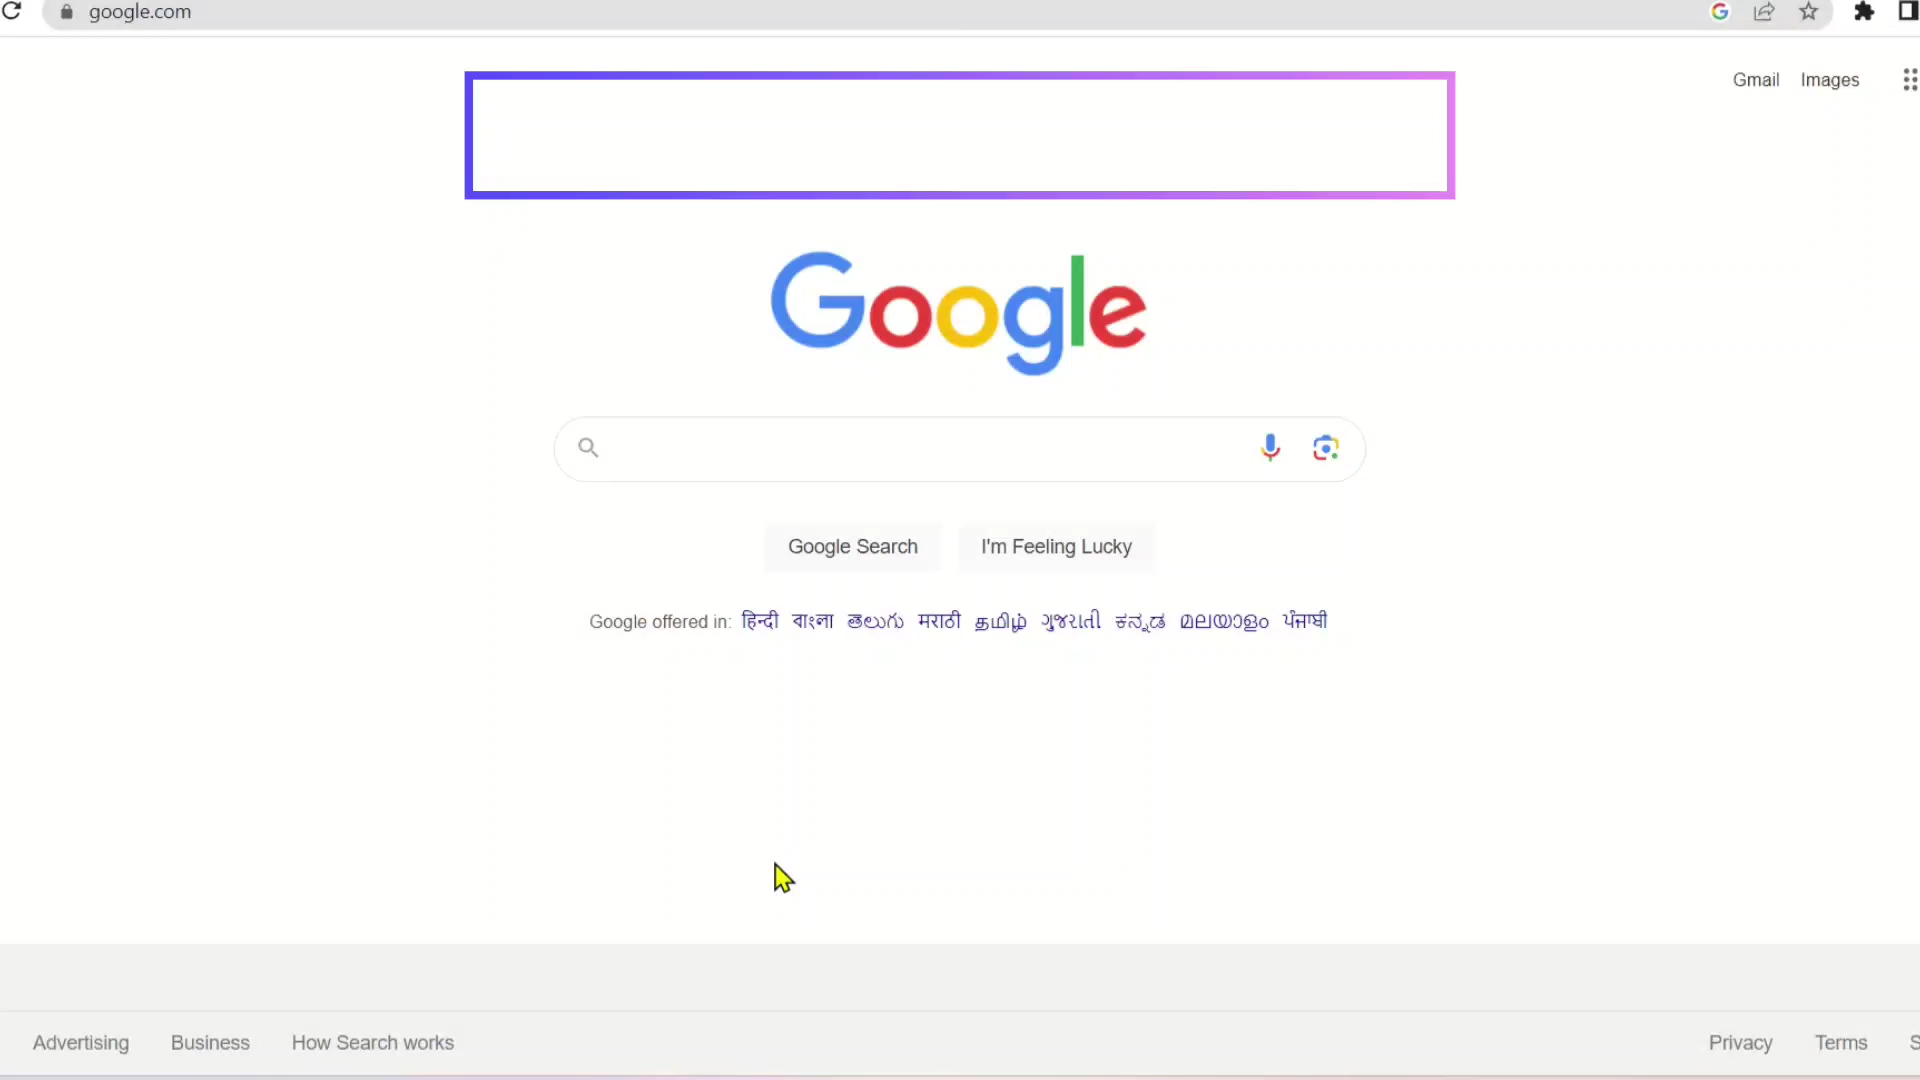 google.com
Gmail Images
Google
Google Search I'm Feeling Lucky
Google offered in: हिन्दी বাংলা తెలుగు मराठी தமிழ் ગુજરાતી ಕನ್ನಡ മലയാളം ਪੰਜਾਬੀ
Advertising Business How Search works Privacy Terms